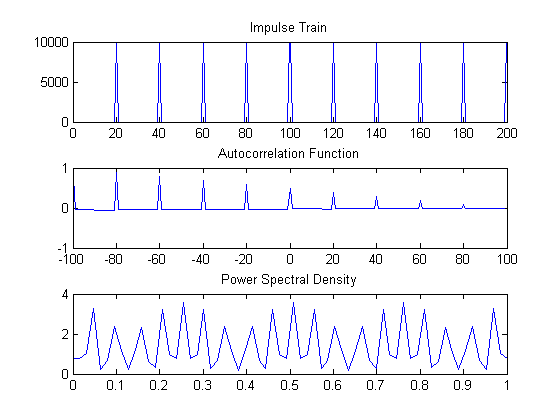 Impulse Train
10000
5000
0
0 20 40 60 80 100 120 140 160 180 200
Autocorrelation Function
1
0
-1
-100 -80 -60 -40 -20 0 20 40 60 80 100
Power Spectral Density
4
2
0
0 0.1 0.2 0.3 0.4 0.5 0.6 0.7 0.8 0.9 1